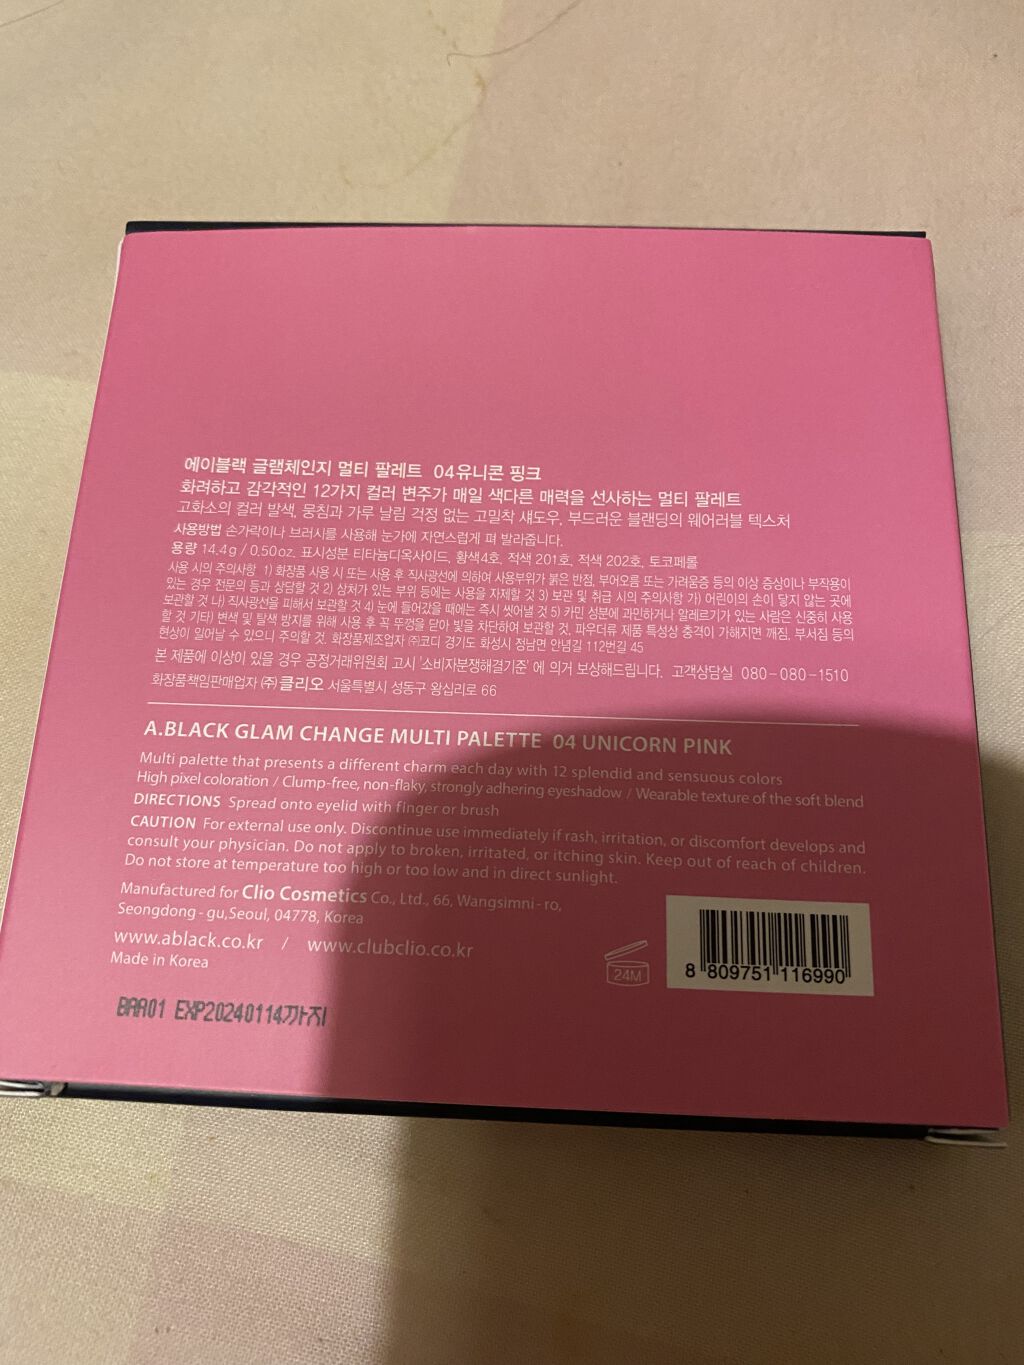 에이블랙 글램체인지 멀티 팔레트 04유니콘 핑크
화려하고 감각적인 12가지 컬러 변주가 매일 색다른 매력을 선사하는 멀티 팔레트
고화소의 컬러 발색, 뭉침과 가루 날림 걱정 없는 고밀착 섀도우, 부드러운 블랜딩의 웨어러블 텍스처
사용방법 손가락이나 브러시를 사용해 눈가에 자연스럽게 펴 발라줍니다.
용량 14.4g / 0.50oz. 표시성분 티타늄디옥사이드, 황색4호, 적색 201호, 적색 202호, 토코페롤
사용 시의 주의사항 1) 화장품 사용 시 또는 사용 후 직사광선에 의하여 사용부위가 붉은 반점, 부어오름 또는 가려움증 등의 이상 증상이나 부작용이
있는 경우 전문의 등과 상담할 것 2) 상처가 있는 부위 등에는 사용을 자제할 것 3) 보관 및 취급 시의 주의사항 가) 어린이의 손이 닿지 않는 곳에
보관할 것 나) 직사광선을 피해서 보관할 것 4) 눈에 들어갔을 때에는 즉시 씻어낼 것 5) 카민 성분에 과민하거나 알레르기가 있는 사람은 신중히 사용
할 것 기타) 변색 및 탈색 방지를 위해 사용 후 꼭 뚜껑을 닫아 빛을 차단하여 보관할 것. 파우더류 제품 특성상 충격이 가해지면 깨짐, 부서짐 등의
현상이 일어날 수 있으니 주의할 것. 화장품제조업자 ㈜코디 경기도 화성시 정남면 안녕길 112번길 45
본 제품에 이상이 있을 경우 공정거래위원회 고시 '소비자분쟁해결기준' 에 의거 보상해드립니다. 고객상담실 080-080-1510
화장품책임판매업자 ㈜ 클리오 서울특별시 성동구 왕십리로 66
A.BLACK GLAM CHANGE MULTI PALETTE 04 UNICORN PINK
Multi palette that presents a different charm each day with 12 splendid and sensuous colors
High pixel coloration / Clump-free, non-flaky, strongly adhering eyeshadow / Wearable texture of the soft blend
DIRECTIONS Spread onto eyelid with finger or brush
CAUTION For external use only. Discontinue use immediately if rash, irritation, or discomfort develops and
consult your physician. Do not apply to broken, irritated, or itching skin. Keep out of reach of children.
Do not store at temperature too high or too low and in direct sunlight.
Manufactured for Clio Cosmetics Co., Ltd., 66, Wangsimni-ro,
Seongdong-gu,Seoul, 04778, Korea
www.ablack.co.kr / www.clubclio.co.kr
Made in Korea
24M
8 809751 116990
BAA01 EXP20240114까지